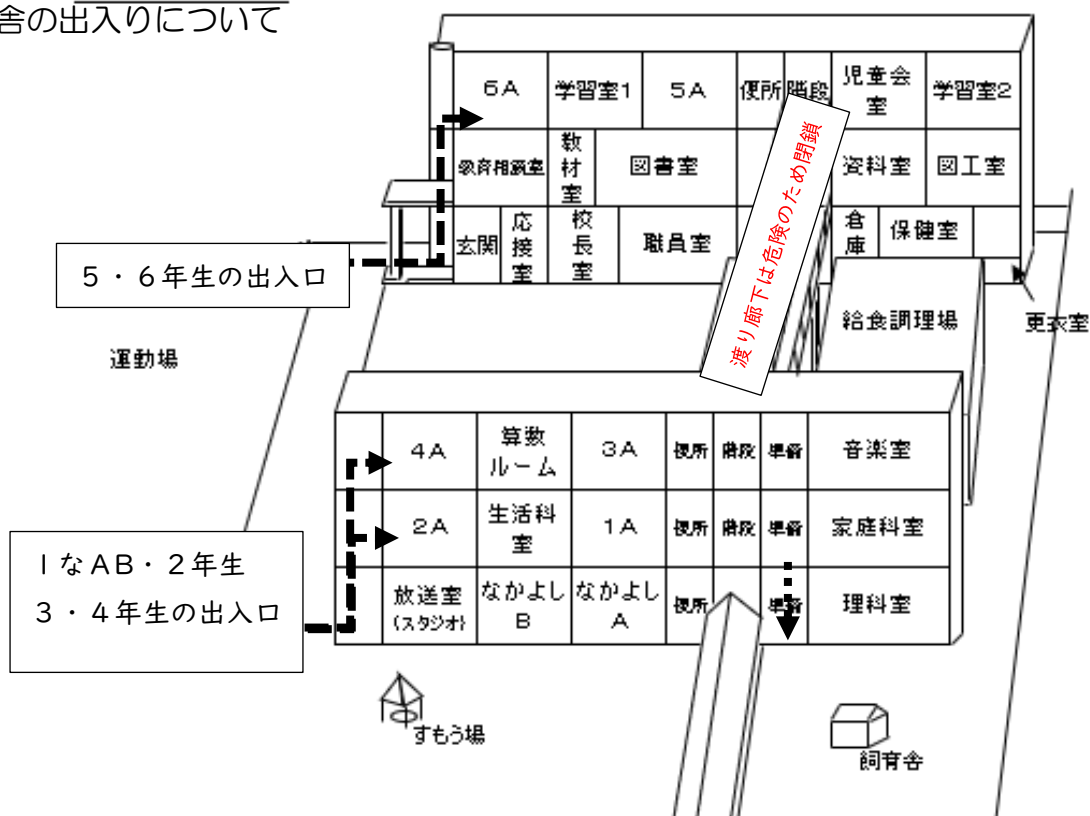 舎の出入りについて
6A
学習室1
5A
便所
階段
児童会
室
学習室2
教育相談室
教
材
室
図書室
資料室
図工室
玄関
応
接
室
校
長
室
職員室
倉
庫
保健室
渡り廊下は危険のため閉鎖
5・6年生の出入口
給食調理場
更衣室
運動場
4A
算数
ルーム
3A
便所
階段
準備
音楽室
2A
生活科
室
1A
便所
階段
準備
家庭科室
1なAB・2年生
3・4年生の出入口
放送室
(スタジオ)
なかよし
B
なかよし
A
便所
準備
理科室
すもう場
飼育舎